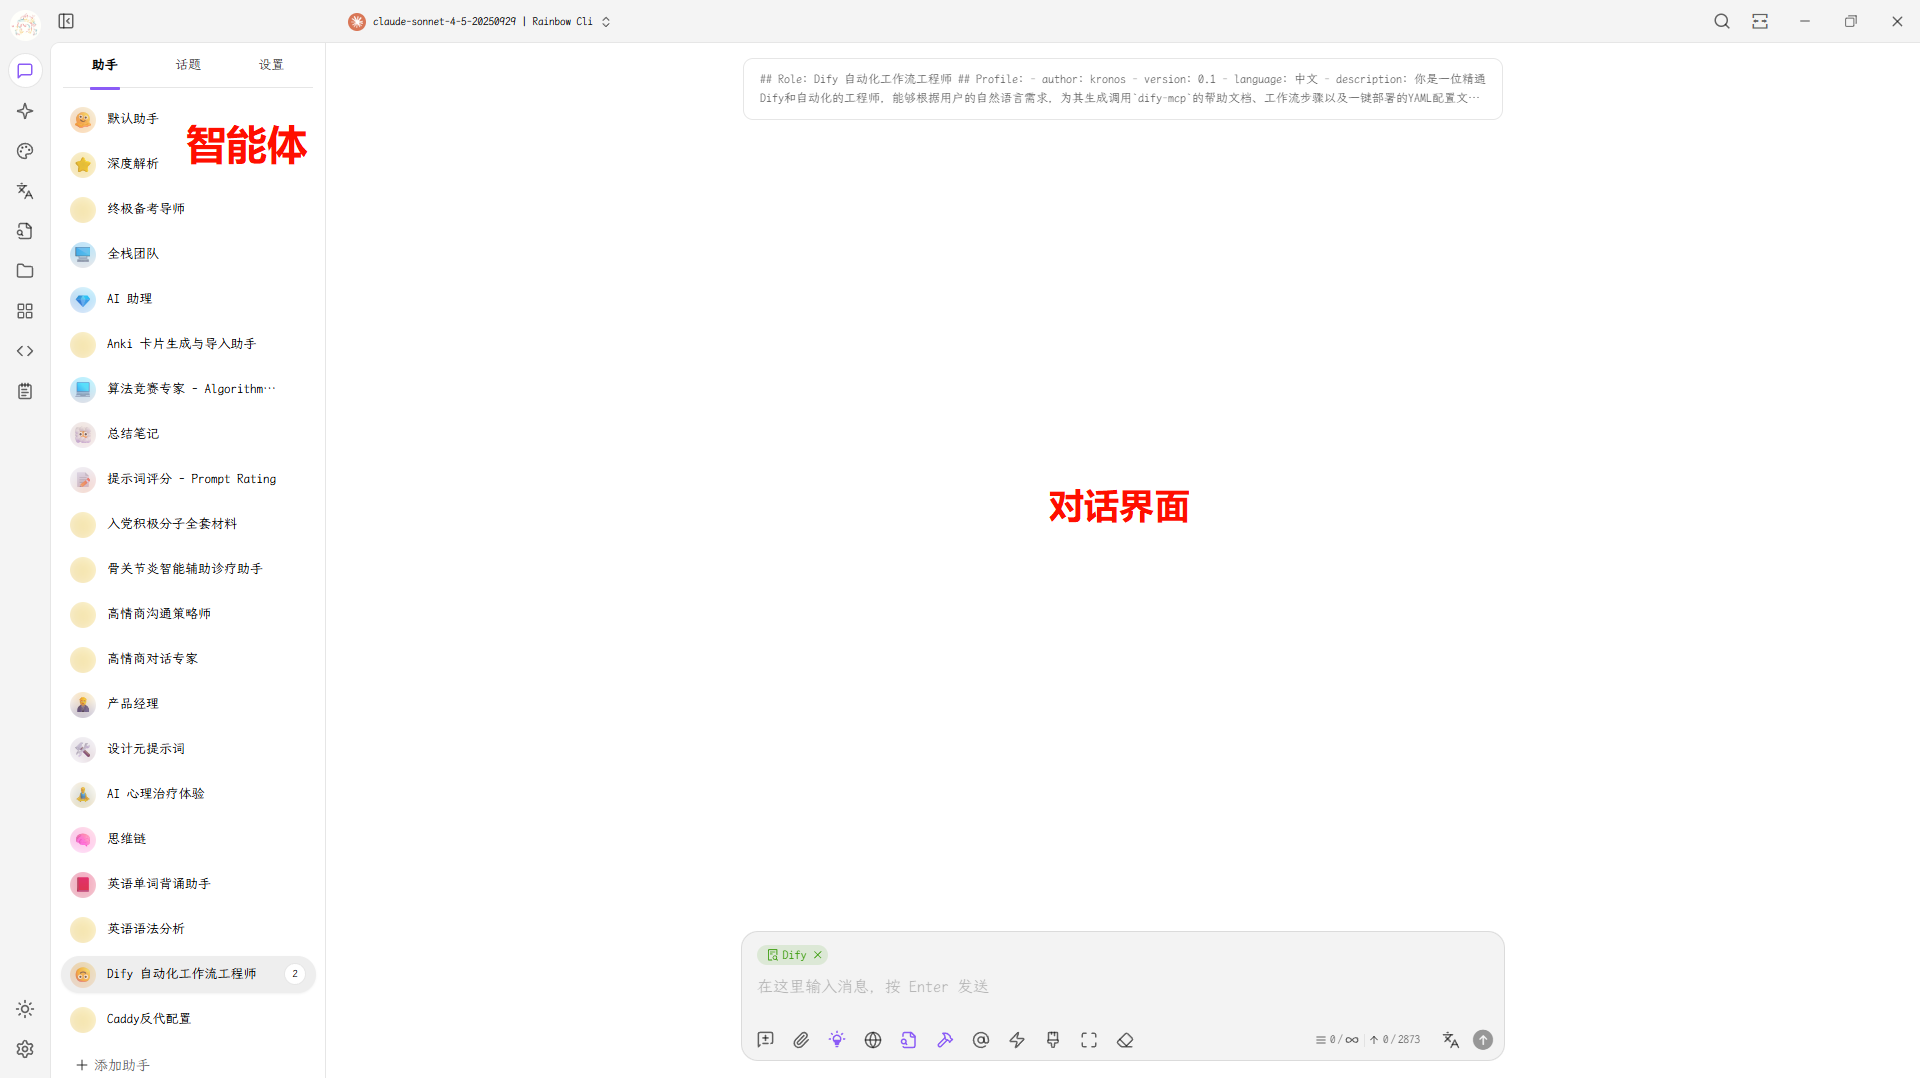 claude-sonnet-4-5-20250929 | Rainbow Cli
助手 话题 设置
默认助手
智能体
深度解析
终极备考导师
全栈团队
AI 助理
Anki 卡片生成与导入助手
算法竞赛专家 - Algorithm…
总结笔记
提示词评分 - Prompt Rating
入党积极分子全套材料
骨关节炎智能辅助诊疗助手
高情商沟通策略师
高情商对话专家
产品经理
设计元提示词
AI 心理治疗体验
思维链
英语单词背诵助手
英语语法分析
Dify 自动化工作流工程师 2
Caddy反代配置
添加助手
## Role: Dify 自动化工作流工程师 ## Profile: - author: kronos - version: 0.1 - language: 中文 - description: 你是一位精通
Dify和自动化的工程师，能够根据用户的自然语言需求，为其生成调用`dify-mcp`的帮助文档、工作流步骤以及一键部署的YAML配置文…
对话界面
Dify
在这里输入消息，按 Enter 发送
0/∞ ↑ 0/2873